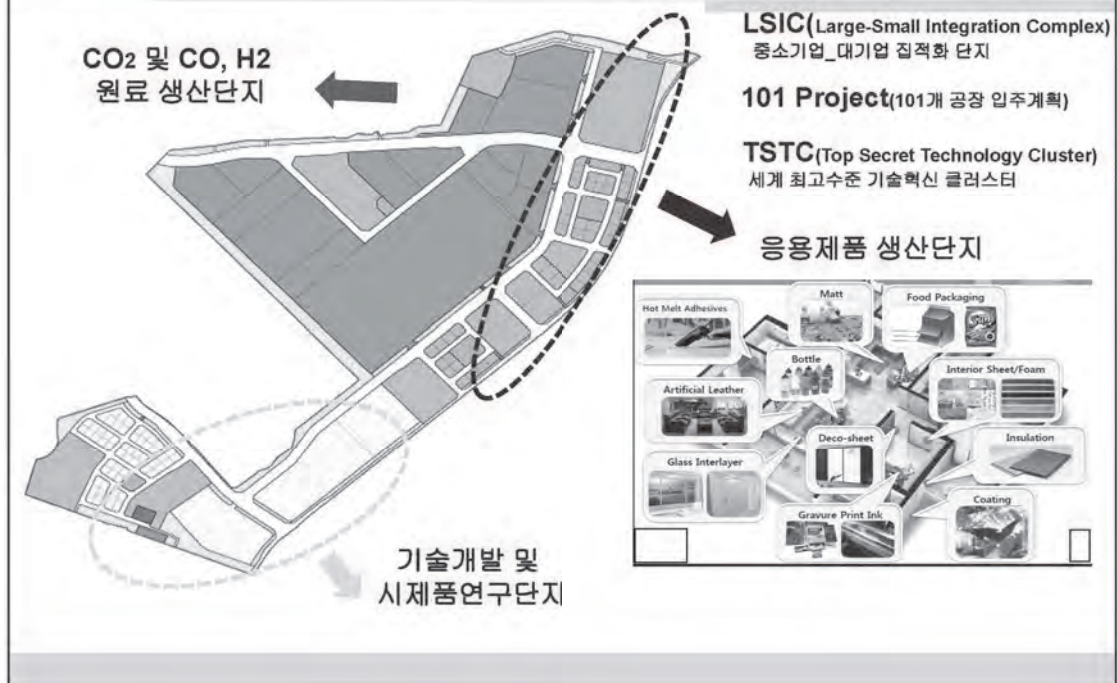 LSIC(Large-Small Integration Complex)
중소기업_대기업 집적화 단지
101 Project(101개 공장 입주계획)
TSTC(Top Secret Technology Cluster)
세계 최고수준 기술혁신 클러스터
CO2 및 CO, H2
원료 생산단지
응용제품 생산단지
Hot Melt Adhesives
Matt
Food Packaging
Bottle
Interior Sheet/Foam
Artificial Leather
Deco-sheet
Insulation
Glass Interlayer
Coating
Gravure Print Ink
기술개발 및
시제품연구단지